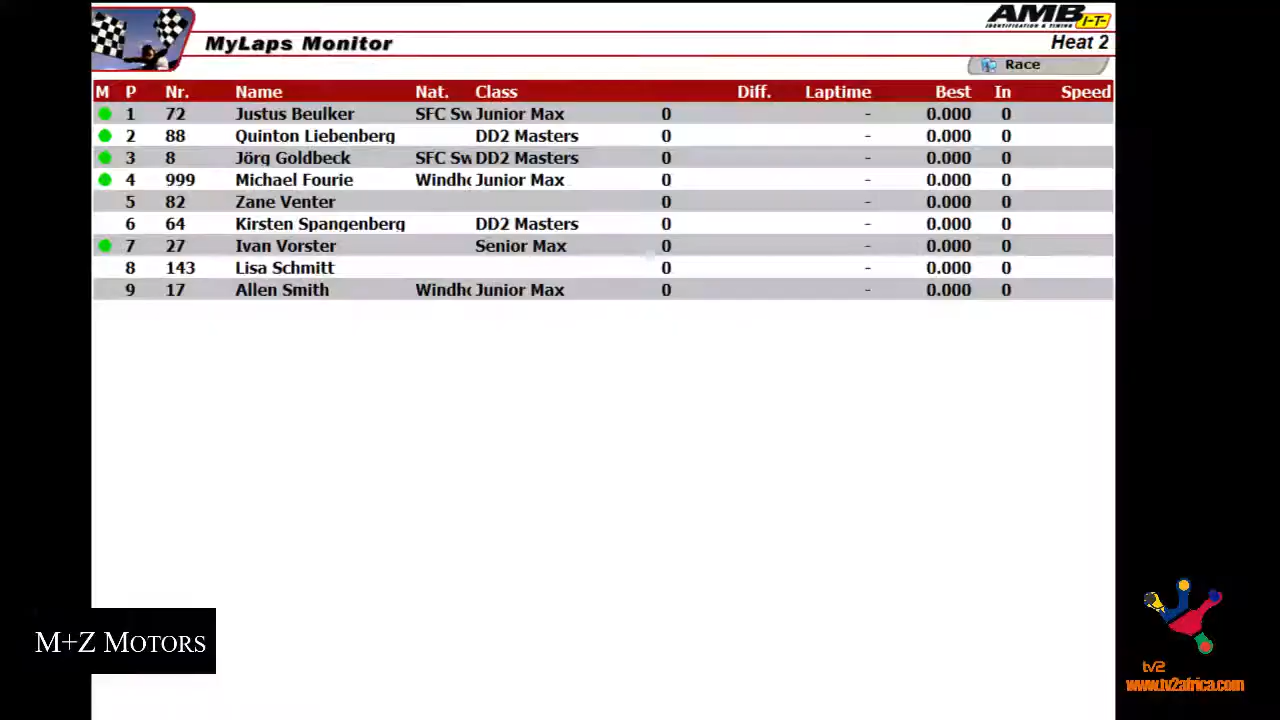 AMB i-T-
IDENTIFICATION & TIMING
MyLaps Monitor
Heat 2
Race
M P Nr. Name Nat. Class Diff. Laptime Best In Speed
1 72 Justus Beulker SFC Sw Junior Max 0 - 0.000 0
2 88 Quinton Liebenberg DD2 Masters 0 - 0.000 0
3 8 Jörg Goldbeck SFC Sw DD2 Masters 0 - 0.000 0
4 999 Michael Fourie Windho Junior Max 0 - 0.000 0
5 82 Zane Venter 0 - 0.000 0
6 64 Kirsten Spangenberg DD2 Masters 0 - 0.000 0
7 27 Ivan Vorster Senior Max 0 - 0.000 0
8 143 Lisa Schmitt 0 - 0.000 0
9 17 Allen Smith Windho Junior Max 0 - 0.000 0
M+Z MOTORS
tv2
www.tv2africa.com